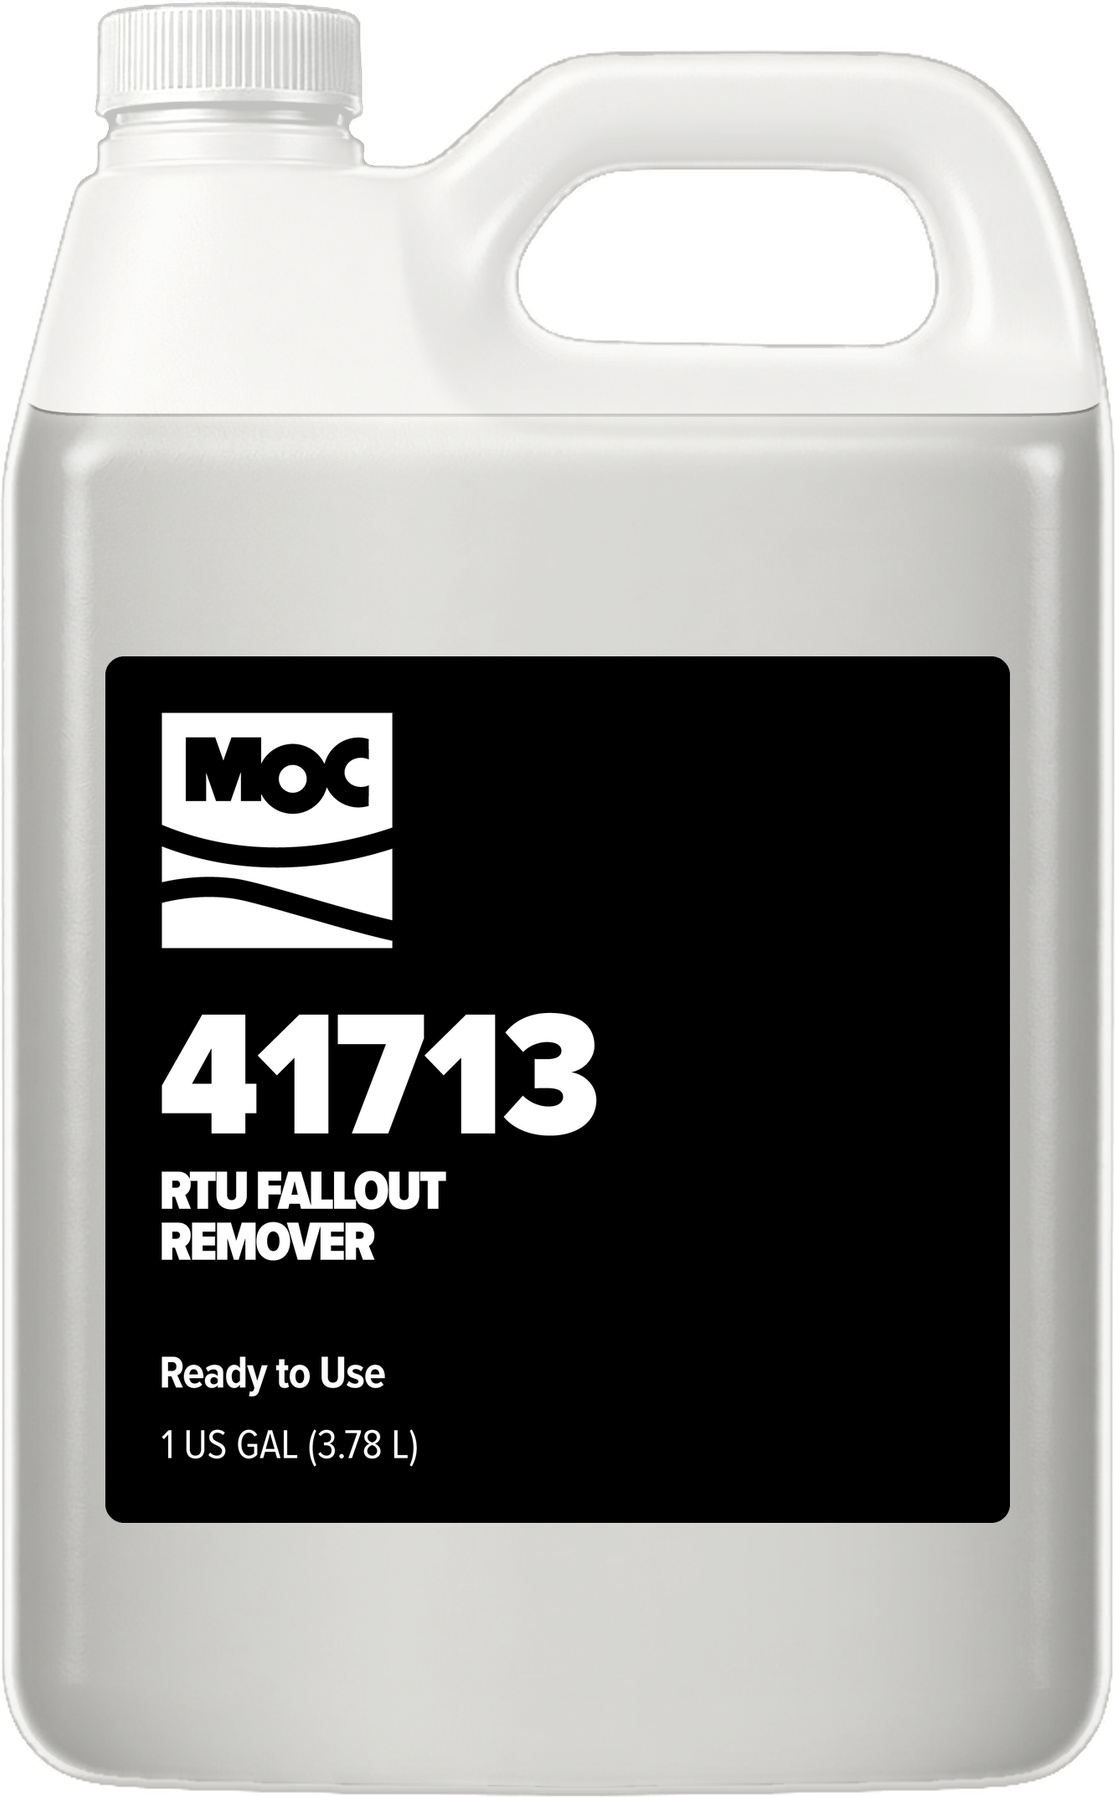 MOC
41713
RTU FALLOUT
REMOVER
Ready to Use
1 US GAL (3.78 L)